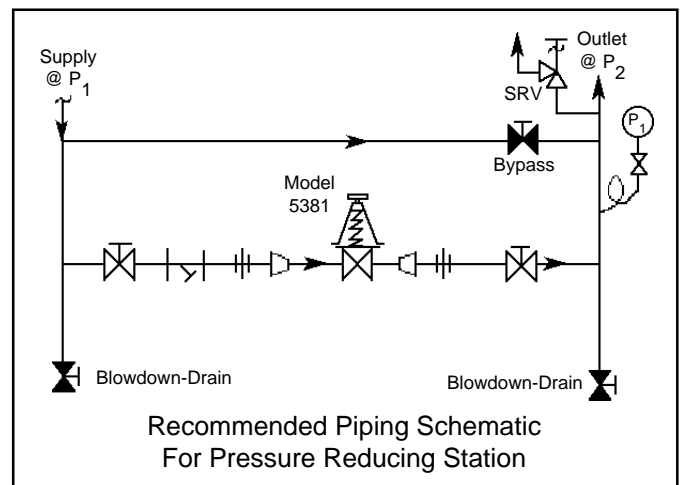 Supply
@ P1
Outlet
@ P2
SRV
P1
Bypass
Model
5381
Blowdown-Drain
Blowdown-Drain
Recommended Piping Schematic
For Pressure Reducing Station